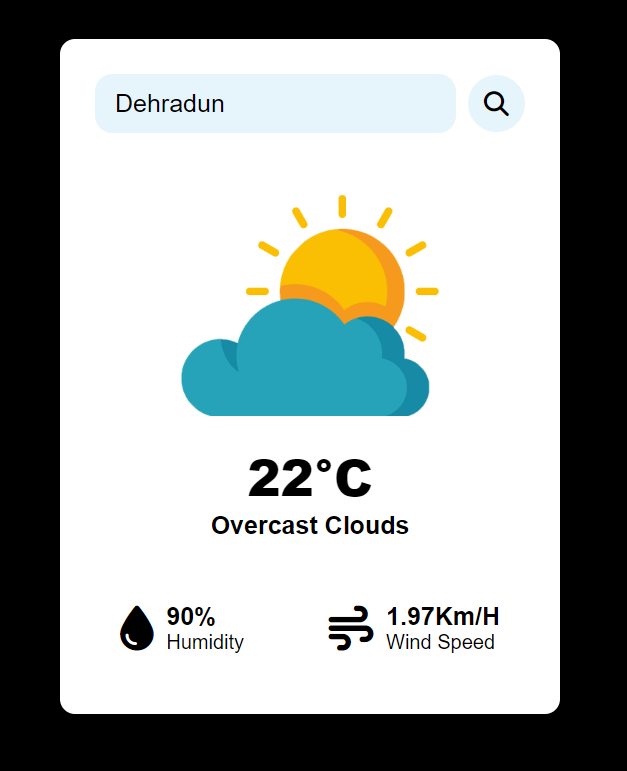 Dehradun
22°C
Overcast Clouds
90%
Humidity
1.97Km/H
Wind Speed